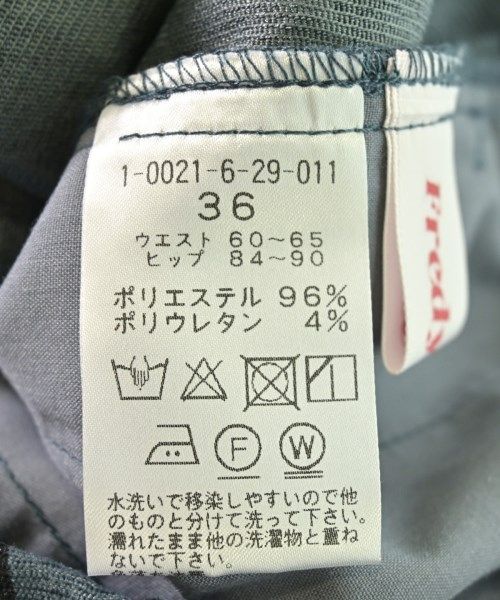 1-0021-6-29-011
36
ウエスト 60～65
ヒップ 84～90
ポリエステル 96%
ポリウレタン 4%
F W
水洗いで移染しやすいので他
のものと分けて洗って下さい。
濡れたまま他の洗濯物と重ね
ないで下さい。
Freds